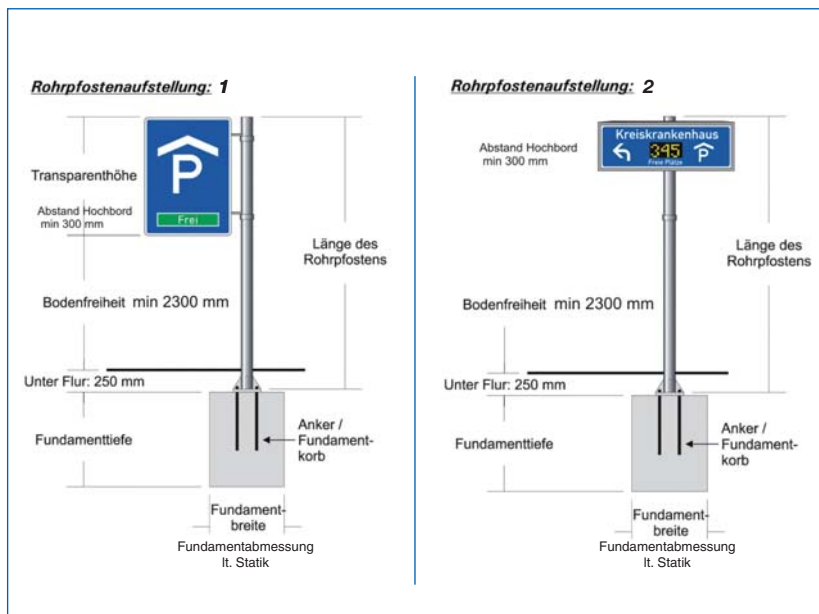 Rohrpfostenaufstellung: 1
Transparenthöhe
P
Abstand Hochbord
min 300 mm
Frei
Länge des
Rohrpfostens
Bodenfreiheit min 2300 mm
Unter Flur: 250 mm
Fundamenttiefe
Anker /
Fundament-
korb
Fundament-
breite
Fundamentabmessung
lt. Statik
Rohrpfostenaufstellung: 2
Kreiskrankenhaus
345 P
Freie Plätze
Abstand Hochbord
min 300 mm
Länge des
Rohrpfostens
Bodenfreiheit min 2300 mm
Unter Flur: 250 mm
Fundamenttiefe
Anker /
Fundament-
korb
Fundament-
breite
Fundamentabmessung
lt. Statik